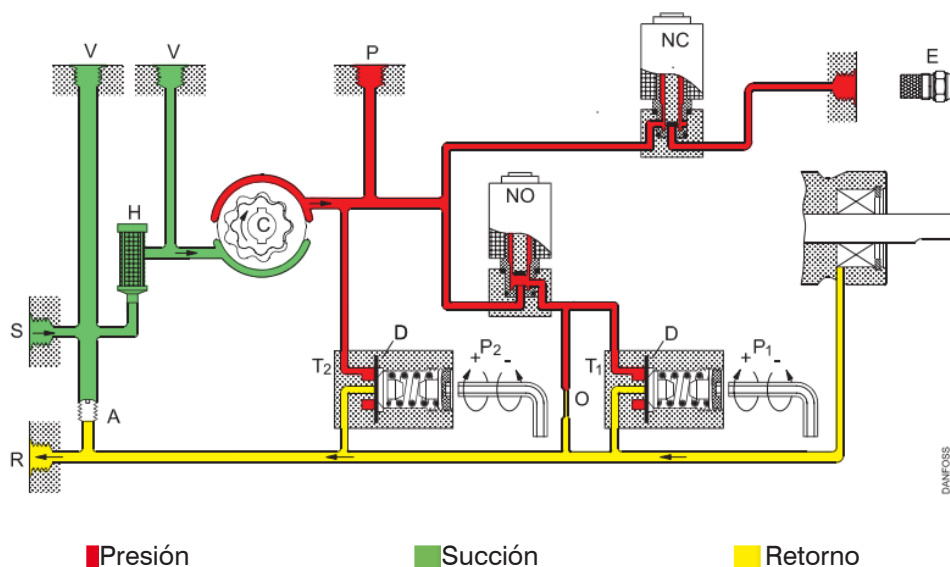 V V P NC E
H C NO
S
T2 D + P2 - T1 D + P1 -
A O
R
DANFOSS
Presión Succión Retorno